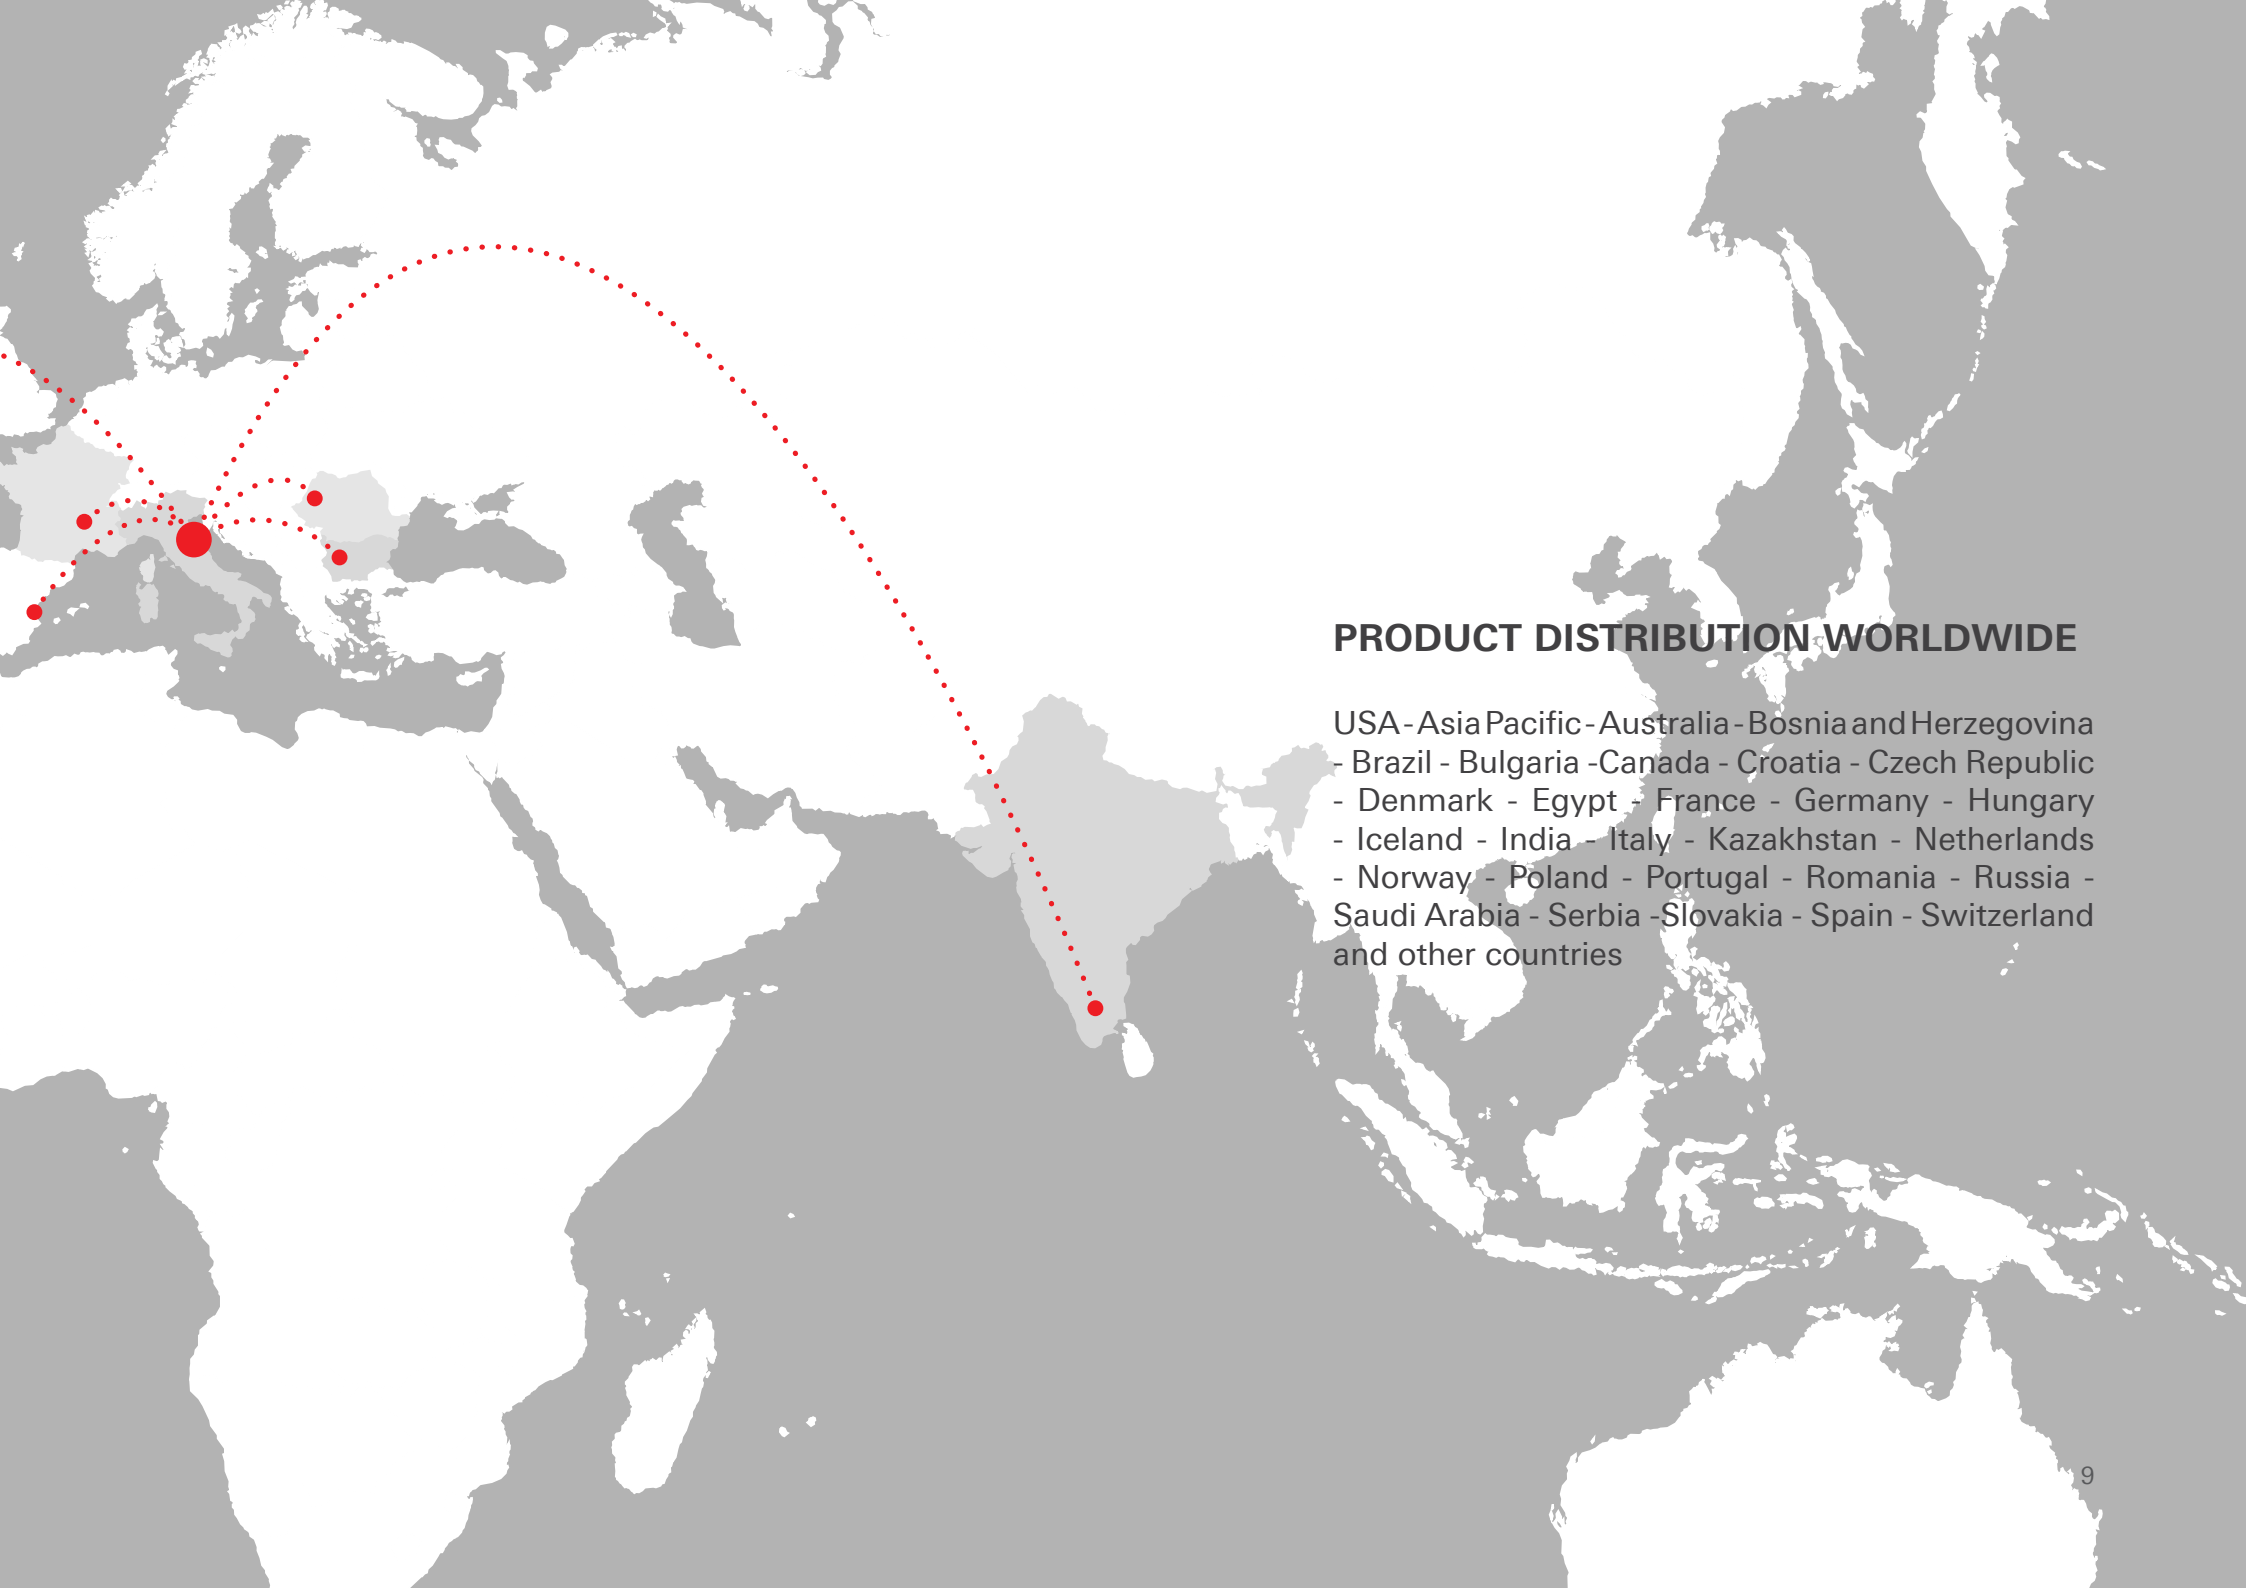 PRODUCT DISTRIBUTION WORLDWIDE
USA - Asia Pacific - Australia - Bosnia and Herzegovina
- Brazil - Bulgaria -Canada - Croatia - Czech Republic
- Denmark - Egypt - France - Germany - Hungary
- Iceland - India - Italy - Kazakhstan - Netherlands
- Norway - Poland - Portugal - Romania - Russia -
Saudi Arabia - Serbia -Slovakia - Spain - Switzerland
and other countries
9